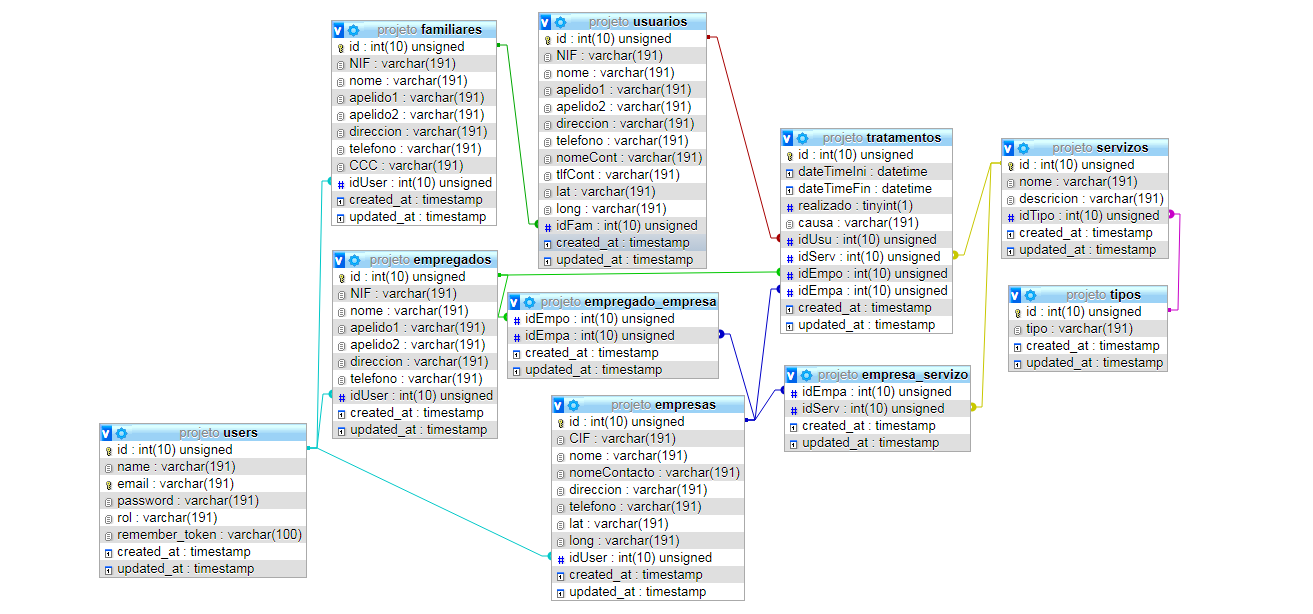 projeto familiares
id : int(10) unsigned
NIF : varchar(191)
nome : varchar(191)
apelido1 : varchar(191)
apelido2 : varchar(191)
direccion : varchar(191)
telefono : varchar(191)
CCC : varchar(191)
idUser : int(10) unsigned
created_at : timestamp
updated_at : timestamp
projeto usuarios
id : int(10) unsigned
NIF : varchar(191)
nome : varchar(191)
apelido1 : varchar(191)
apelido2 : varchar(191)
direccion : varchar(191)
telefono : varchar(191)
nomeCont : varchar(191)
tlfCont : varchar(191)
lat : varchar(191)
long : varchar(191)
idFam : int(10) unsigned
created_at : timestamp
updated_at : timestamp
projeto tratamentos
id : int(10) unsigned
dateTimeIni : datetime
dateTimeFin : datetime
realizado : tinyint(1)
causa : varchar(191)
idUsu : int(10) unsigned
idServ : int(10) unsigned
idEmpo : int(10) unsigned
idEmpa : int(10) unsigned
created_at : timestamp
updated_at : timestamp
projeto servizos
id : int(10) unsigned
nome : varchar(191)
descricion : varchar(191)
idTipo : int(10) unsigned
created_at : timestamp
updated_at : timestamp
projeto empregados
id : int(10) unsigned
NIF : varchar(191)
nome : varchar(191)
apelido1 : varchar(191)
apelido2 : varchar(191)
direccion : varchar(191)
telefono : varchar(191)
idUser : int(10) unsigned
created_at : timestamp
updated_at : timestamp
projeto empregado_empresa
idEmpo : int(10) unsigned
idEmpa : int(10) unsigned
created_at : timestamp
updated_at : timestamp
projeto tipos
id : int(10) unsigned
tipo : varchar(191)
created_at : timestamp
updated_at : timestamp
projeto empresa_servizo
idEmpa : int(10) unsigned
idServ : int(10) unsigned
created_at : timestamp
updated_at : timestamp
projeto empresas
id : int(10) unsigned
CIF : varchar(191)
nome : varchar(191)
nomeContacto : varchar(191)
direccion : varchar(191)
telefono : varchar(191)
lat : varchar(191)
long : varchar(191)
idUser : int(10) unsigned
created_at : timestamp
updated_at : timestamp
projeto users
id : int(10) unsigned
name : varchar(191)
email : varchar(191)
password : varchar(191)
rol : varchar(191)
remember_token : varchar(100)
created_at : timestamp
updated_at : timestamp